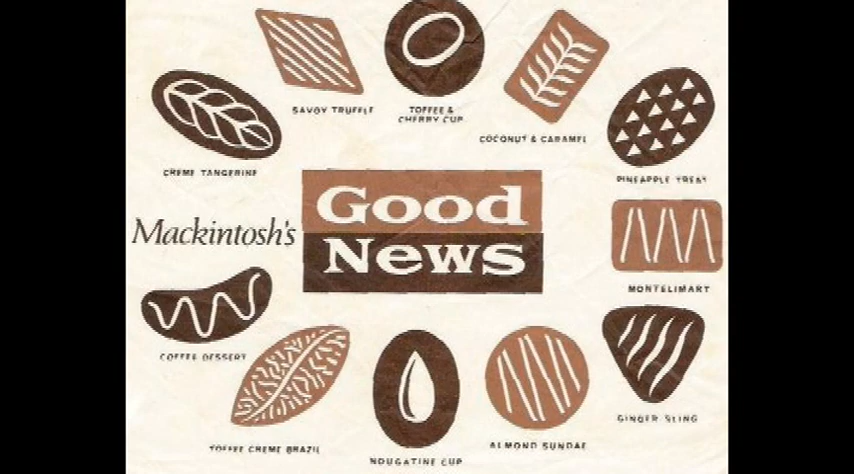 SAVOY TRUFFLE
TOFFEE &
CHERRY CUP
COCONUT & CARAMEL
CREME TANGERINE
PINEAPPLE TREAT
Good
Mackintosh's
News
MONTELIMART
COFFEE DESSERT
GINGER SLING
TOFFEE CREME BRAZIL
NOUGATINE CUP
ALMOND SUNDAE